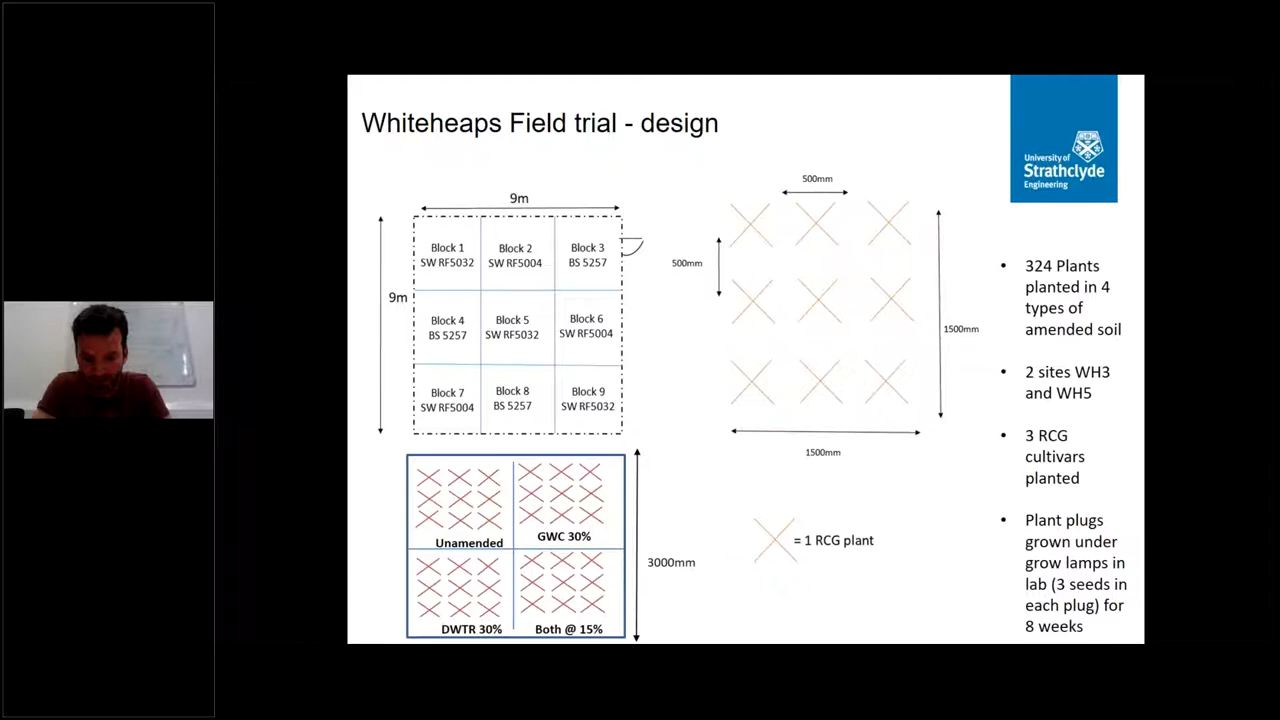 Whiteheaps Field trial - design
University of
Strathclyde
Engineering
9m
9m
Block 1
SW RF5032
Block 2
SW RF5004
Block 3
BS 5257
Block 4
BS 5257
Block 5
SW RF5032
Block 6
SW RF5004
Block 7
SW RF5004
Block 8
BS 5257
Block 9
SW RF5032
Unamended
GWC 30%
DWTR 30%
Both @ 15%
3000mm
500mm
500mm
1500mm
1500mm
= 1 RCG plant
• 324 Plants
planted in 4
types of
amended soil
• 2 sites WH3
and WH5
• 3 RCG
cultivars
planted
• Plant plugs
grown under
grow lamps in
lab (3 seeds in
each plug) for
8 weeks